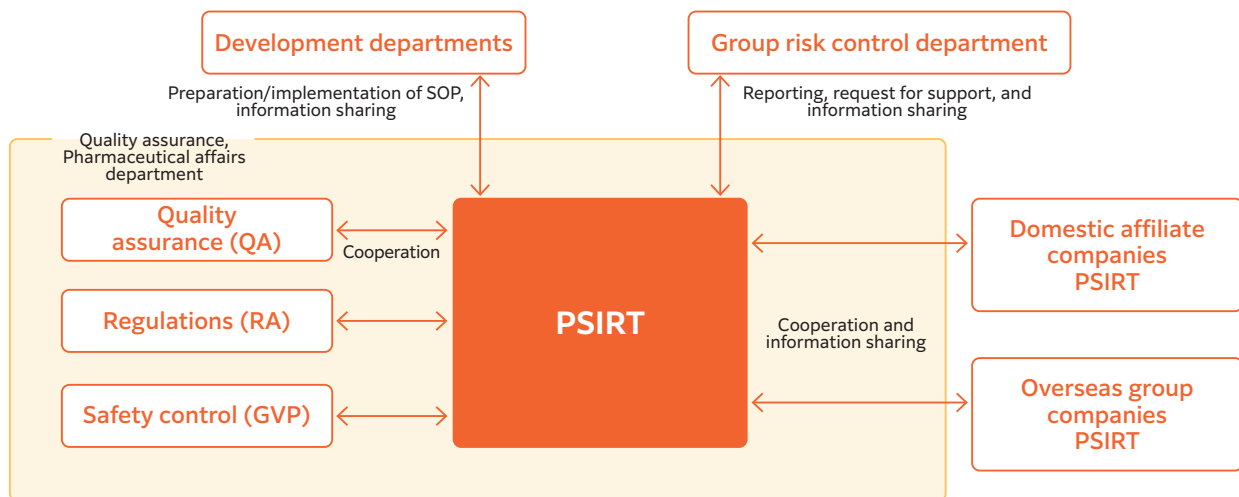 Development departments
Group risk control department
Preparation/implementation of SOP,
information sharing
Reporting, request for support, and
information sharing
Quality assurance,
Pharmaceutical affairs
department
Quality
assurance (QA)
Cooperation
Regulations (RA)
Safety control (GVP)
PSIRT
Cooperation and
information sharing
Domestic affiliate
companies
PSIRT
Overseas group
companies
PSIRT